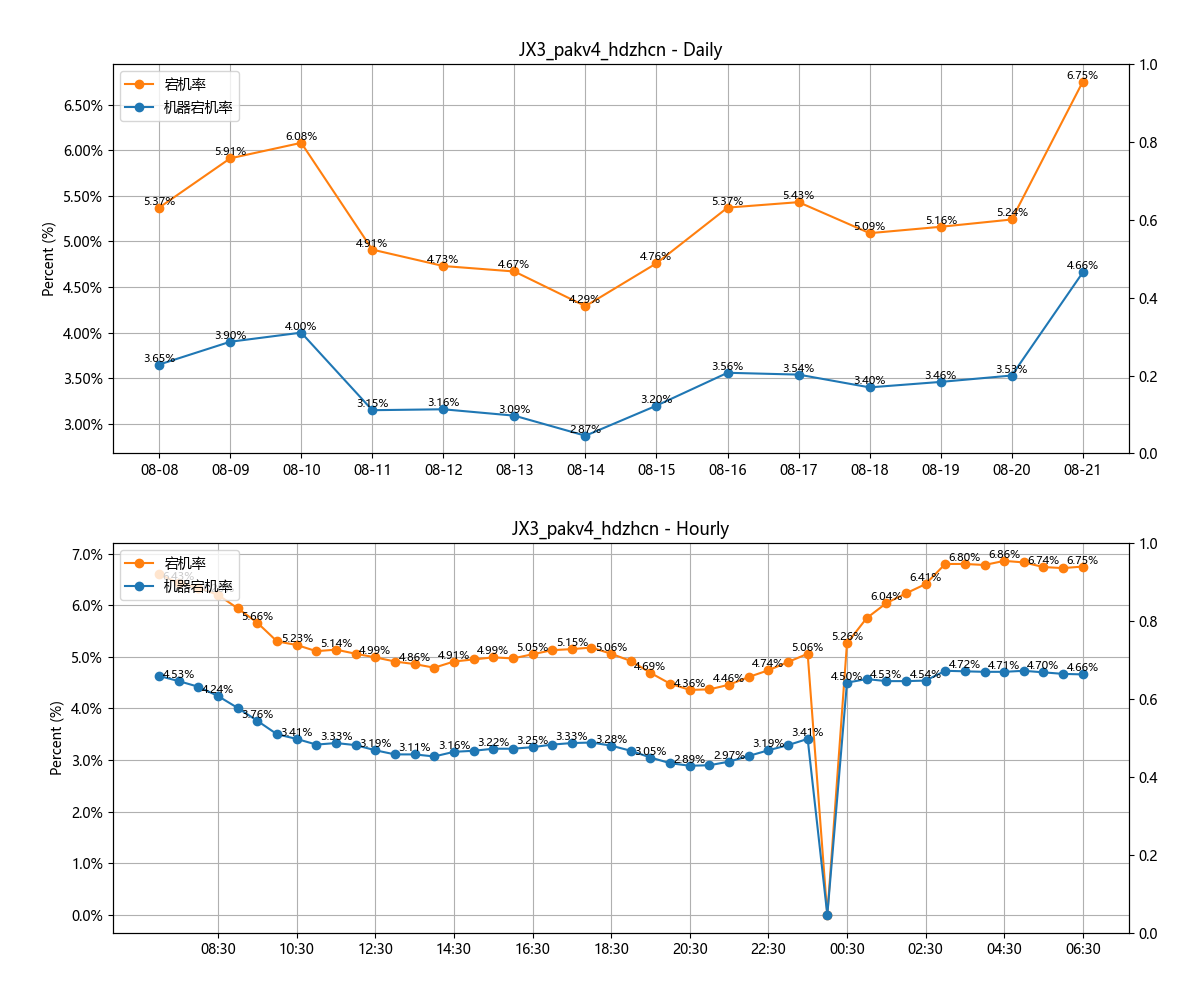 JX3_pakv4_hdzhcn - Daily
宕机率
机器宕机率
Percent (%)
6.50%
6.00%
5.50%
5.00%
4.50%
4.00%
3.50%
3.00%
1.0
0.8
0.6
0.4
0.2
0.0
5.37% 5.91% 6.08% 4.91% 4.73% 4.67% 4.29% 4.76% 5.37% 5.43% 5.09% 5.16% 5.24% 6.75%
3.65% 3.90% 4.00% 3.15% 3.16% 3.09% 2.87% 3.20% 3.56% 3.54% 3.40% 3.46% 3.53% 4.66%
08-08 08-09 08-10 08-11 08-12 08-13 08-14 08-15 08-16 08-17 08-18 08-19 08-20 08-21
JX3_pakv4_hdzhcn - Hourly
宕机率
机器宕机率
Percent (%)
7.0%
6.0%
5.0%
4.0%
3.0%
2.0%
1.0%
0.0%
1.0
0.8
0.6
0.4
0.2
0.0
6.43% 5.66% 5.23% 5.14% 4.99% 4.86% 4.91% 4.99% 5.05% 5.15% 5.06% 4.69% 4.36% 4.46% 4.74% 5.06% 5.26% 6.04% 6.41% 6.80% 6.86% 6.74% 6.75%
4.53% 4.24% 3.76% 3.41% 3.33% 3.19% 3.11% 3.16% 3.22% 3.25% 3.33% 3.28% 3.05% 2.89% 2.97% 3.19% 3.41% 4.50% 4.53% 4.54% 4.72% 4.71% 4.70% 4.66%
08:30 10:30 12:30 14:30 16:30 18:30 20:30 22:30 00:30 02:30 04:30 06:30